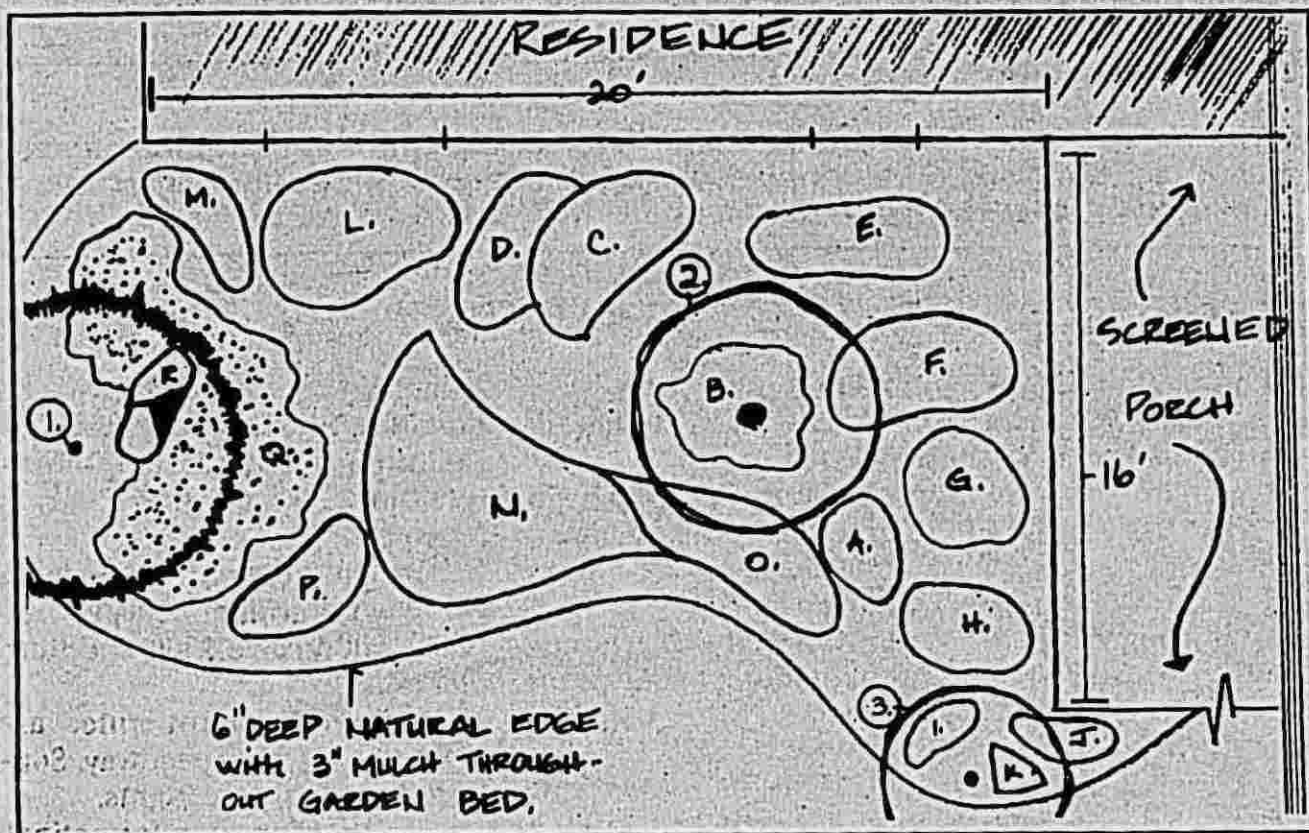 RESIDENCE
20'
M.
L.
D.
C.
E.
2.
SCREENED
B.
F.
R
PORCH
1.
Q
G.
16'
N.
A.
O.
P.
H.
3.
I.
J.
K.
6" DEEP NATURAL EDGE
WITH 3" MULCH THROUGH-
OUT GARDEN BED.